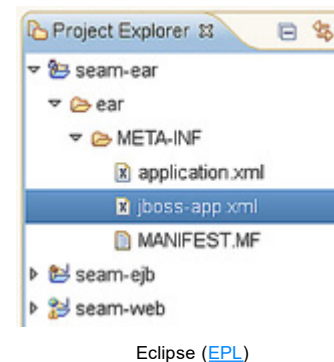 Project Explorer
seam-ear
ear
META-INF
application.xml
jboss-app.xml
MANIFEST.MF
seam-ejb
seam-web
Eclipse (EPL)